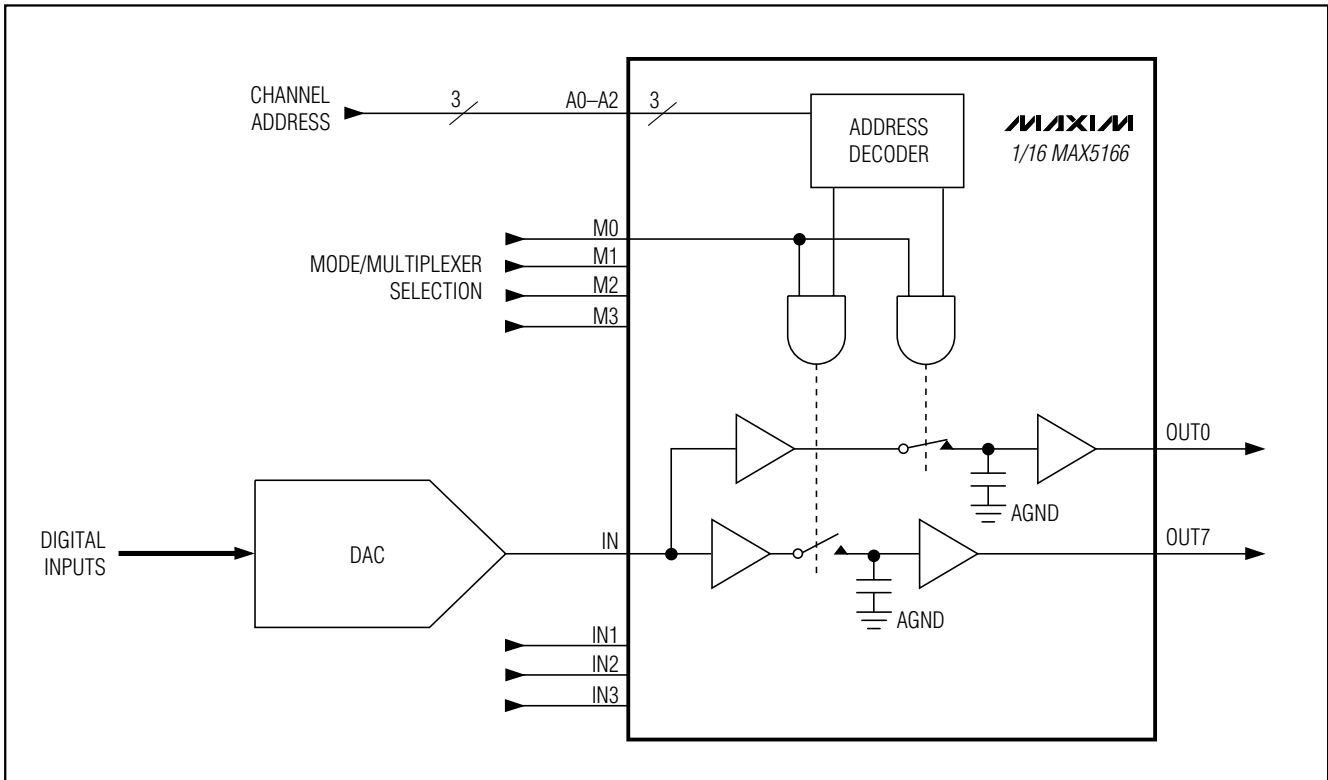 CHANNEL
ADDRESS
3
A0–A2
3
ADDRESS
DECODER
MAXIM
1/16 MAX5166
MODE/MULTIPLEXER
SELECTION
M0
M1
M2
M3
OUT0
AGND
DIGITAL
INPUTS
DAC
IN
OUT7
AGND
IN1
IN2
IN3